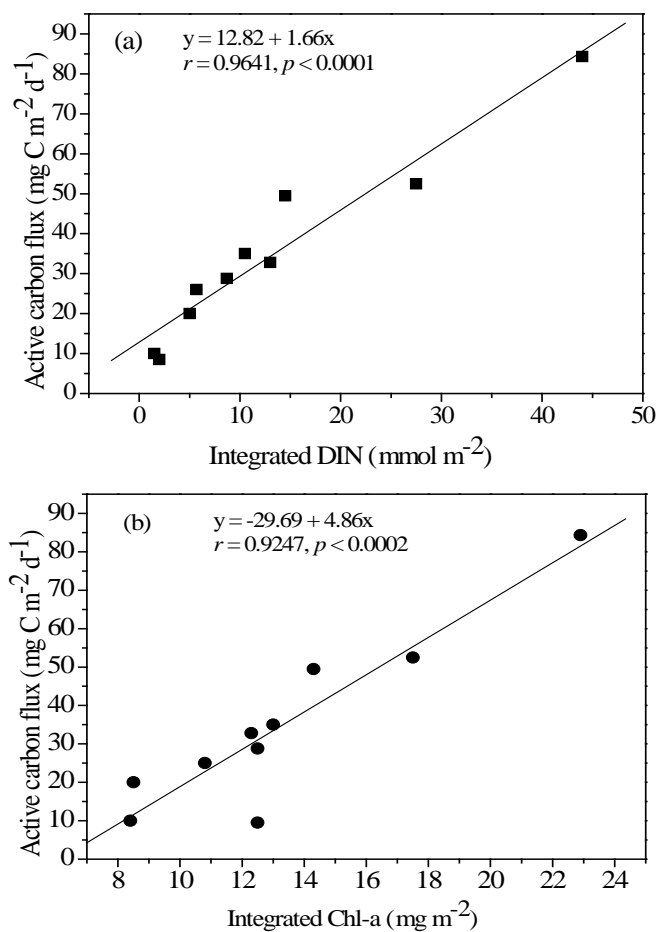 (a)
y = 12.82 + 1.66x
r = 0.9641, p < 0.0001
Active carbon flux (mg C m⁻² d⁻¹)
90
80
70
60
50
40
30
20
10
0
0 10 20 30 40 50
Integrated DIN (mmol m⁻²)
(b)
y = -29.69 + 4.86x
r = 0.9247, p < 0.0002
Active carbon flux (mg C m⁻² d⁻¹)
90
80
70
60
50
40
30
20
10
0
8 10 12 14 16 18 20 22 24
Integrated Chl-a (mg m⁻²)